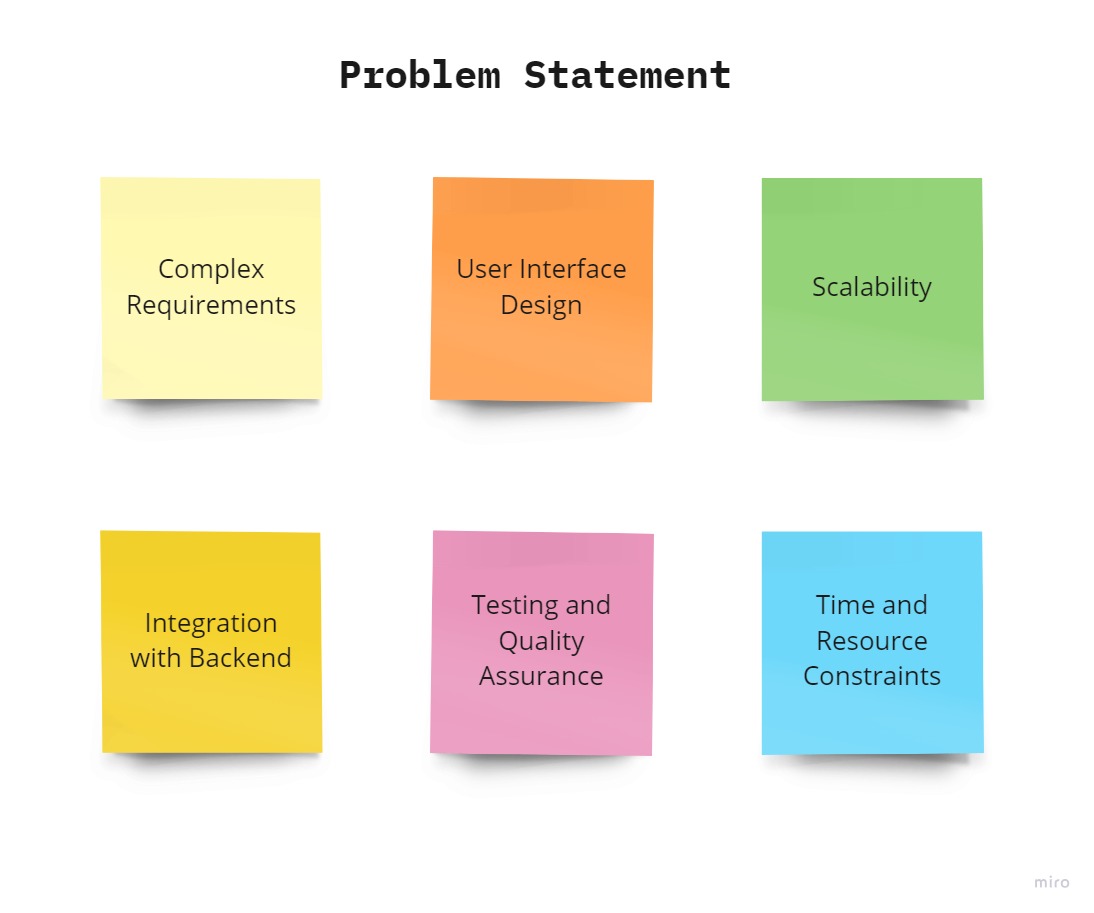 Problem Statement
Complex
Requirements
User Interface
Design
Scalability
Integration
with Backend
Testing and
Quality
Assurance
Time and
Resource
Constraints
miro